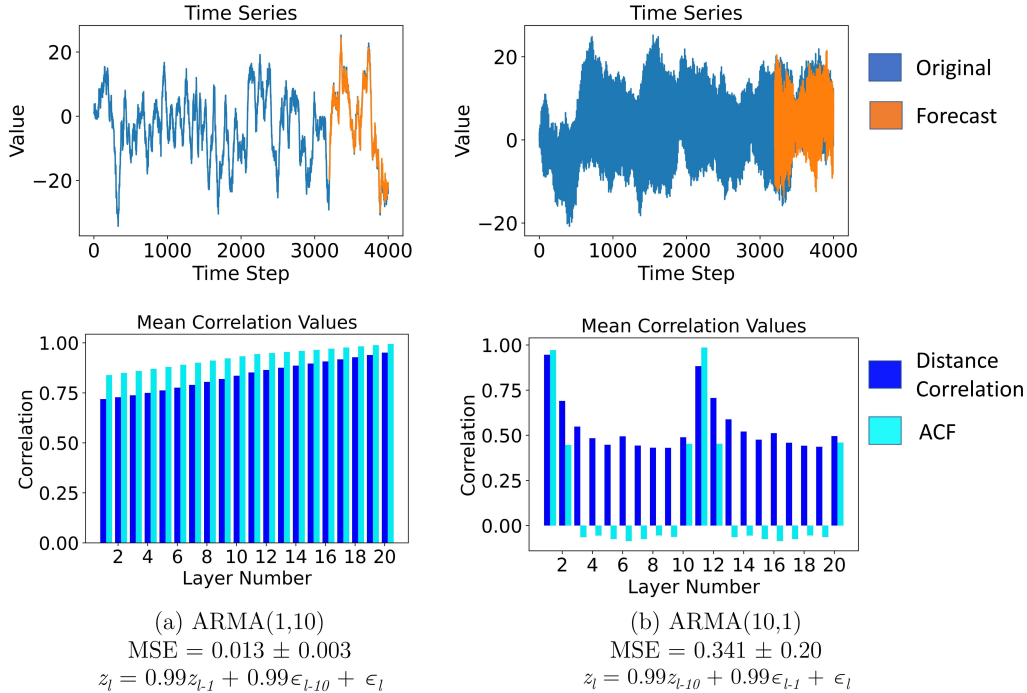 Time Series
Value
20
0
−20
0 1000 2000 3000 4000
Time Step
Time Series
Value
20
0
−20
0 1000 2000 3000 4000
Time Step
Original
Forecast
Mean Correlation Values
Correlation
1.00
0.75
0.50
0.25
0.00
2 4 6 8 10 12 14 16 18 20
Layer Number
Mean Correlation Values
Correlation
1.00
0.75
0.50
0.25
0.00
2 4 6 8 10 12 14 16 18 20
Layer Number
Distance
Correlation
ACF
(a) ARMA(1,10)
MSE = 0.013 ± 0.003
z_l = 0.99z_{l-1} + 0.99ϵ_{l-10} + ϵ_l
(b) ARMA(10,1)
MSE = 0.341 ± 0.20
z_l = 0.99z_{l-10} + 0.99ϵ_{l-1} + ϵ_l